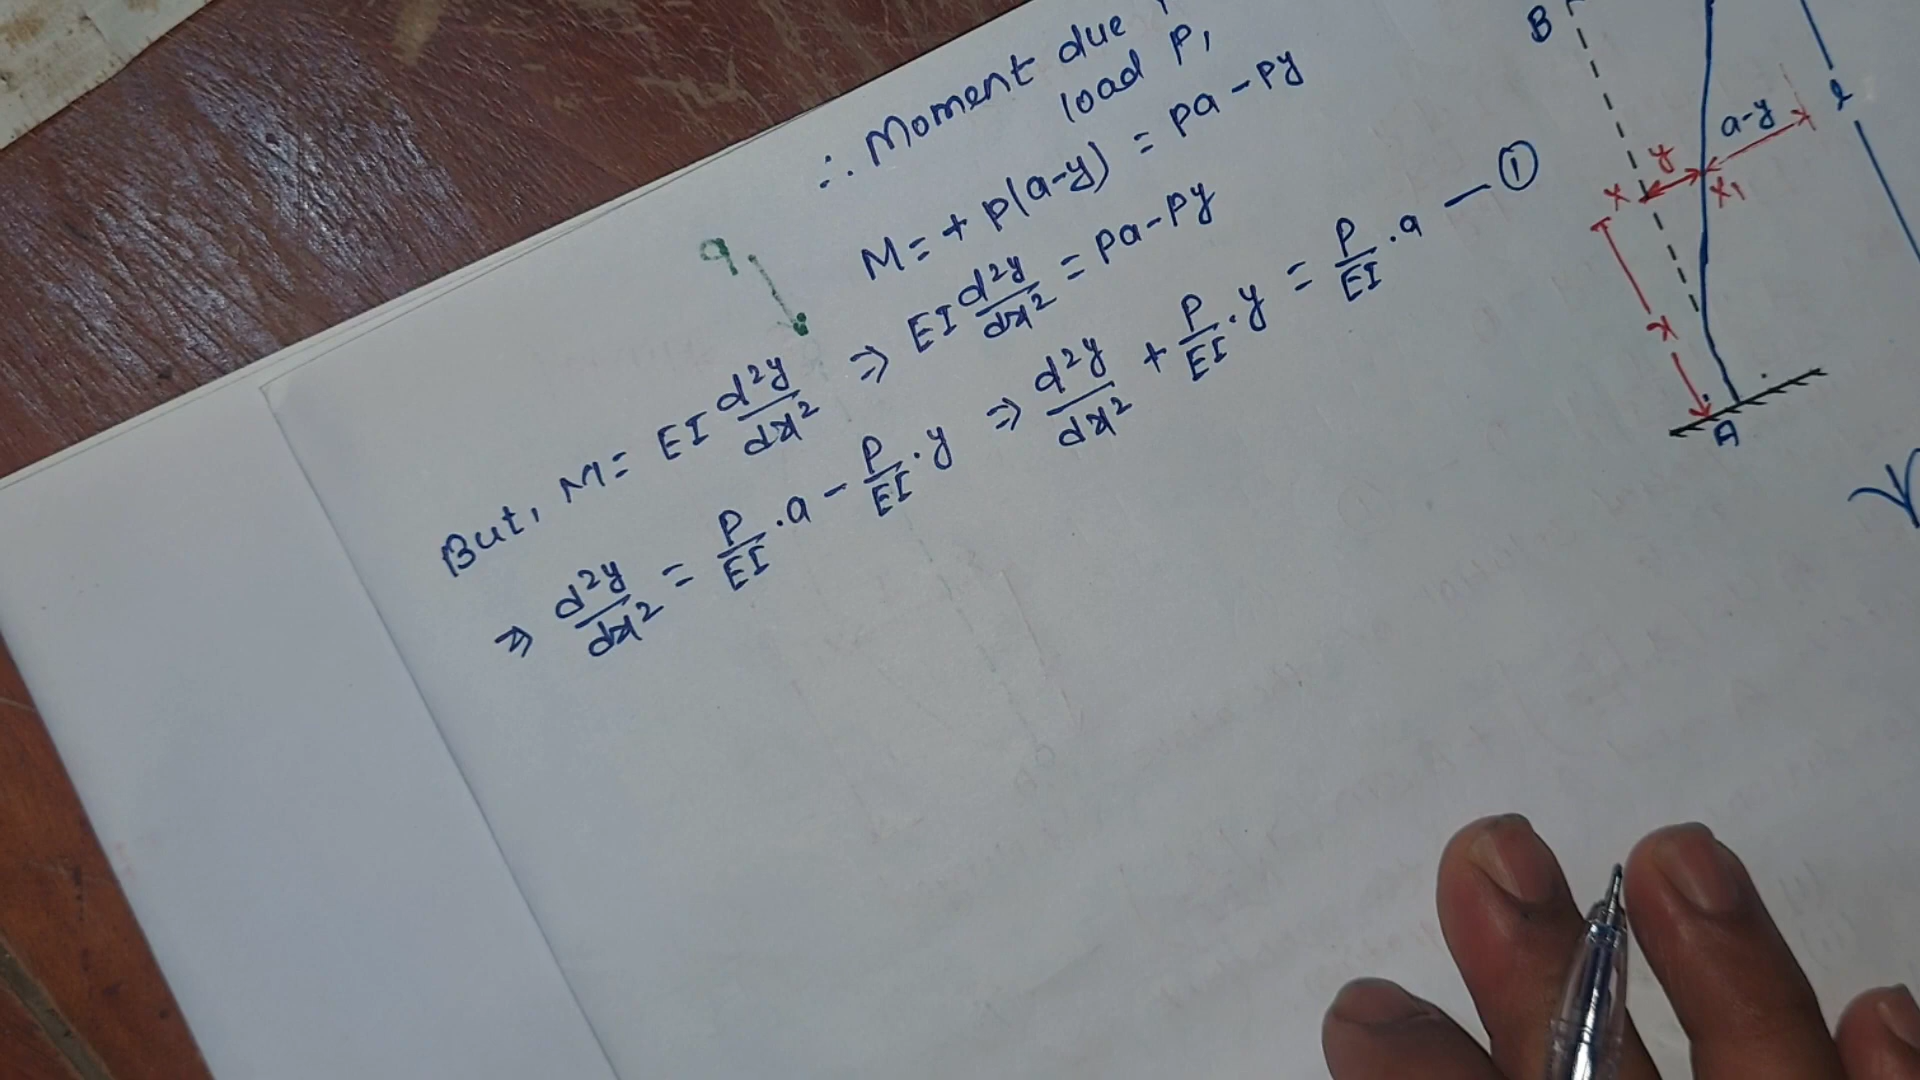 ∴ Moment due
load P,
M = + P(a-y) = Pa - Py
But, M = EI d²y/dx² ⇒ EI d²y/dx² = Pa - Py
⇒ d²y/dx² = P/EI . a - P/EI . y ⇒ d²y/dx² + P/EI . y = P/EI . a — ①
9.
B
l
a-y
y
x
x1
x
A